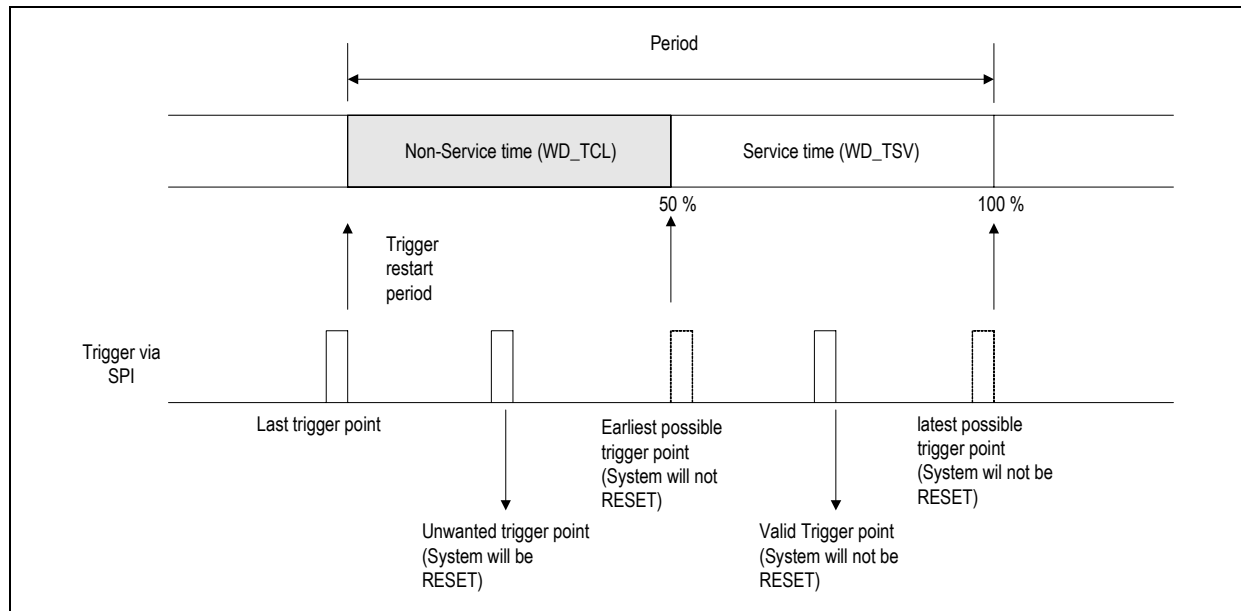 Period
Non-Service time (WD_TCL)
Service time (WD_TSV)
50 %
100 %
Trigger
restart
period
Trigger via
SPI
Last trigger point
Earliest possible
trigger point
(System will not
RESET)
latest possible
trigger point
(System wil not be
RESET)
Unwanted trigger point
(System will be
RESET)
Valid Trigger point
(System will not be
RESET)